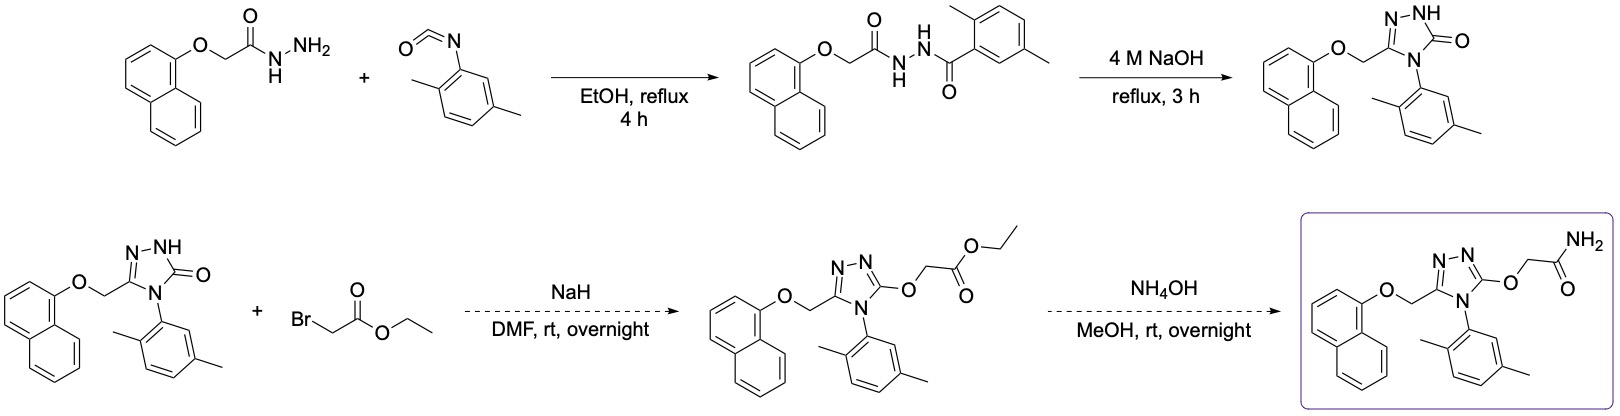 O
O
NH2
N
H
+
O
N
EtOH, reflux
4 h
O
O
N
H
H
N
O
4 M NaOH
reflux, 3 h
O
N
NH
N
O
O
N
NH
N
O
+
Br
O
O
NaH
DMF, rt, overnight
O
N
N
N
O
O
O
NH4OH
MeOH, rt, overnight
O
N
N
N
O
NH2
O